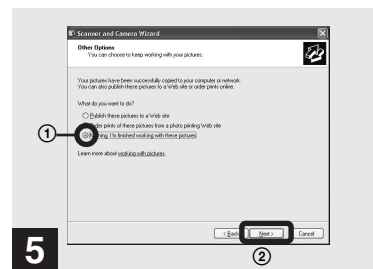 Scanner and Camera Wizard
Other Options
You can choose to keep working with your pictures.
Your pictures have been successfully copied to your computer or network.
You can also publish these pictures to a Web site or order prints online.
What do you want to do?
Publish these pictures to a Web site
Order prints of these pictures from a photo printing Web site
① Nothing. I'm finished working with these pictures
Learn more about working with pictures.
< Back Next > Cancel
5 ②